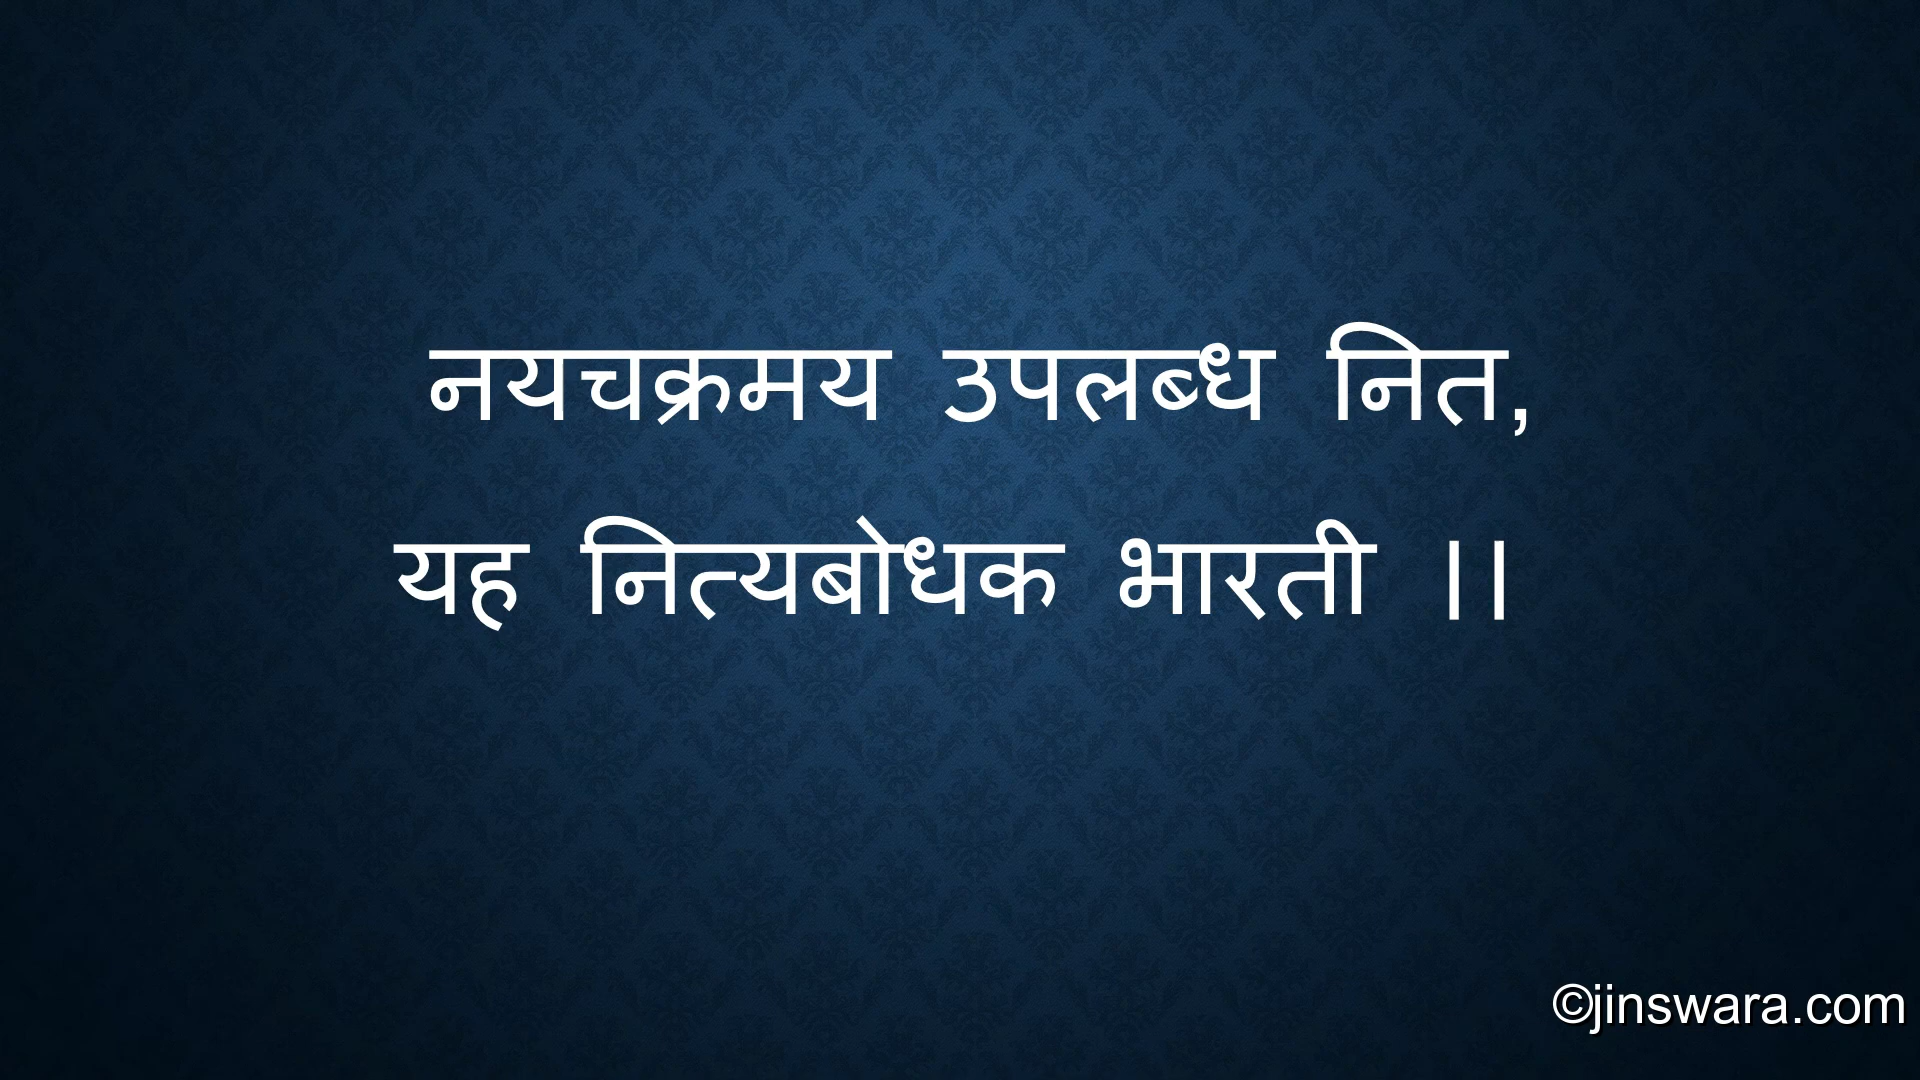 नयचक्रमय उपलब्ध नित,
यह नित्यबोधक भारती ।।
©jinswara.com